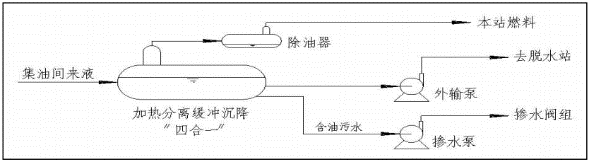 本站燃料
除油器
去脱水站
集油间来液
外输泵
加热分离缓冲沉降
"四合一"
含油污水
掺水阀组
掺水泵